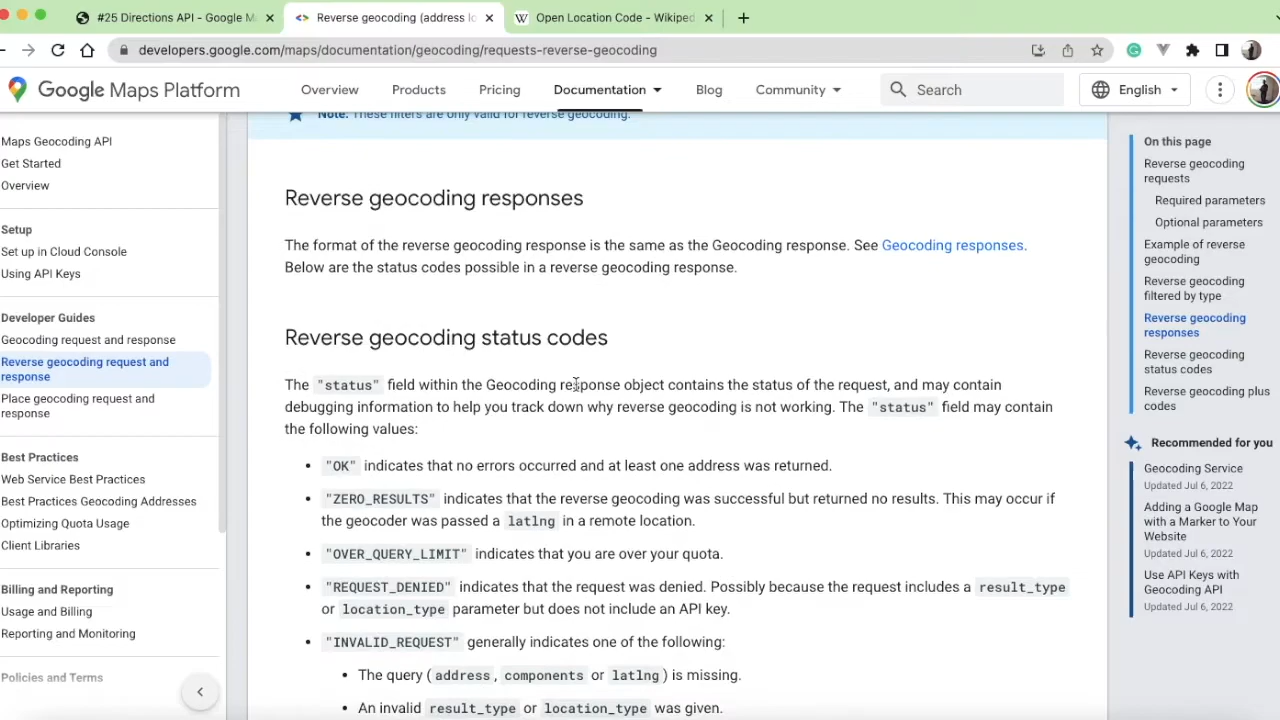 #25 Directions API - Google M
Reverse geocoding (address lo
Open Location Code - Wikiped
developers.google.com/maps/documentation/geocoding/requests-reverse-geocoding
Google Maps Platform
Overview
Products
Pricing
Documentation
Blog
Community
Search
English
Maps Geocoding API
Get Started
Overview
Setup
Set up in Cloud Console
Using API Keys
Developer Guides
Geocoding request and response
Reverse geocoding request and
response
Place geocoding request and
response
Best Practices
Web Service Best Practices
Best Practices Geocoding Addresses
Optimizing Quota Usage
Client Libraries
Billing and Reporting
Usage and Billing
Reporting and Monitoring
Policies and Terms
Note: These filters are only valid for reverse geocoding.
Reverse geocoding responses
The format of the reverse geocoding response is the same as the Geocoding response. See Geocoding responses.
Below are the status codes possible in a reverse geocoding response.
Reverse geocoding status codes
The "status" field within the Geocoding response object contains the status of the request, and may contain
debugging information to help you track down why reverse geocoding is not working. The "status" field may contain
the following values:
• "OK" indicates that no errors occurred and at least one address was returned.
• "ZERO_RESULTS" indicates that the reverse geocoding was successful but returned no results. This may occur if
the geocoder was passed a latlng in a remote location.
• "OVER_QUERY_LIMIT" indicates that you are over your quota.
• "REQUEST_DENIED" indicates that the request was denied. Possibly because the request includes a result_type
or location_type parameter but does not include an API key.
• "INVALID_REQUEST" generally indicates one of the following:
• The query (address, components or latlng) is missing.
• An invalid result_type or location_type was given.
On this page
Reverse geocoding
requests
Required parameters
Optional parameters
Example of reverse
geocoding
Reverse geocoding
filtered by type
Reverse geocoding
responses
Reverse geocoding
status codes
Reverse geocoding plus
codes
Recommended for you
Geocoding Service
Updated Jul 6, 2022
Adding a Google Map
with a Marker to Your
Website
Updated Jul 6, 2022
Use API Keys with
Geocoding API
Updated Jul 6, 2022